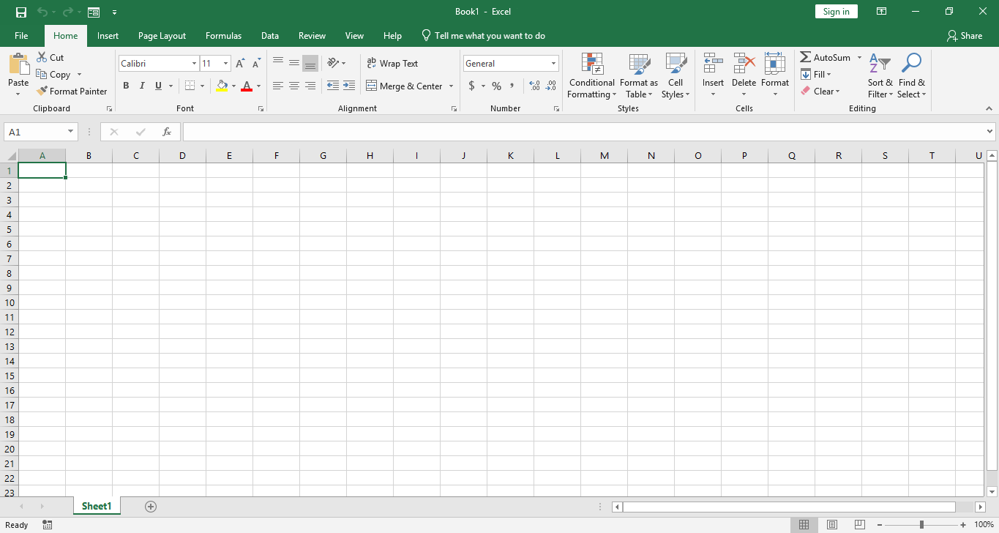 Book1 - Excel
Sign in
File Home Insert Page Layout Formulas Data Review View Help Tell me what you want to do Share
Cut Calibri 11 Wrap Text General AutoSum
Copy Fill
Paste Conditional Format as Cell Insert Delete Format Sort & Find &
Format Painter B I U A Merge & Center $ % , Formatting Table Styles Clear Filter Select
Clipboard Font Alignment Number Styles Cells Editing
A1 fx
A B C D E F G H I J K L M N O P Q R S T U
1
2
3
4
5
6
7
8
9
10
11
12
13
14
15
16
17
18
19
20
21
22
23
Sheet1
Ready 100%